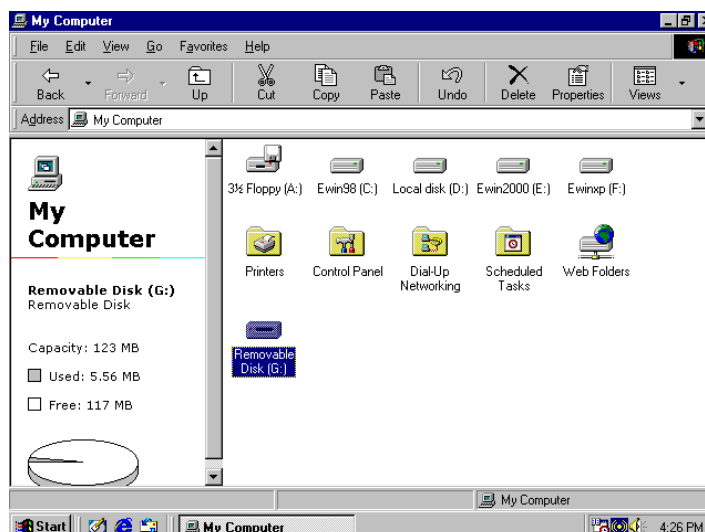 My Computer
File Edit View Go Favorites Help
Back Forward Up Cut Copy Paste Undo Delete Properties Views
Address My Computer
3½ Floppy (A:) Ewin98 (C:) Local disk (D:) Ewin2000 (E:) Ewinxp (F:)
My
Computer
Printers Control Panel Dial-Up Networking Scheduled Tasks Web Folders
Removable Disk (G:)
Removable Disk
Capacity: 123 MB
Used: 5.56 MB
Free: 117 MB
Removable
Disk (G:)
My Computer
Start My Computer 4:26 PM